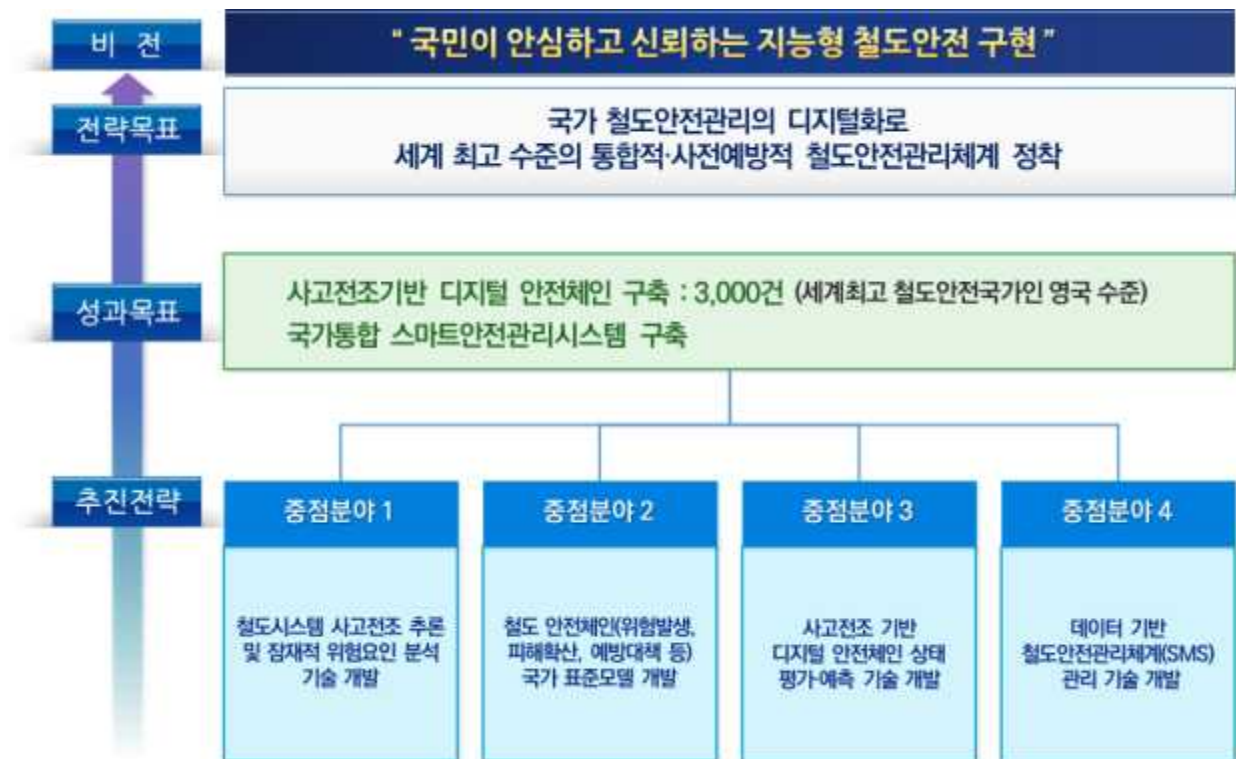 비 전
" 국민이 안심하고 신뢰하는 지능형 철도안전 구현 "
전략목표
국가 철도안전관리의 디지털화로
세계 최고 수준의 통합적·사전예방적 철도안전관리체계 정착
성과목표
사고전조기반 디지털 안전체인 구축 : 3,000건 (세계최고 철도안전국가인 영국 수준)
국가통합 스마트안전관리시스템 구축
추진전략
중점분야 1
철도시스템 사고전조 추론
및 잠재적 위험요인 분석
기술 개발
중점분야 2
철도 안전체인(위험발생,
피해확산, 예방대책 등)
국가 표준모델 개발
중점분야 3
사고전조 기반
디지털 안전체인 상태
평가·예측 기술 개발
중점분야 4
데이터 기반
철도안전관리체계(SMS)
관리 기술 개발